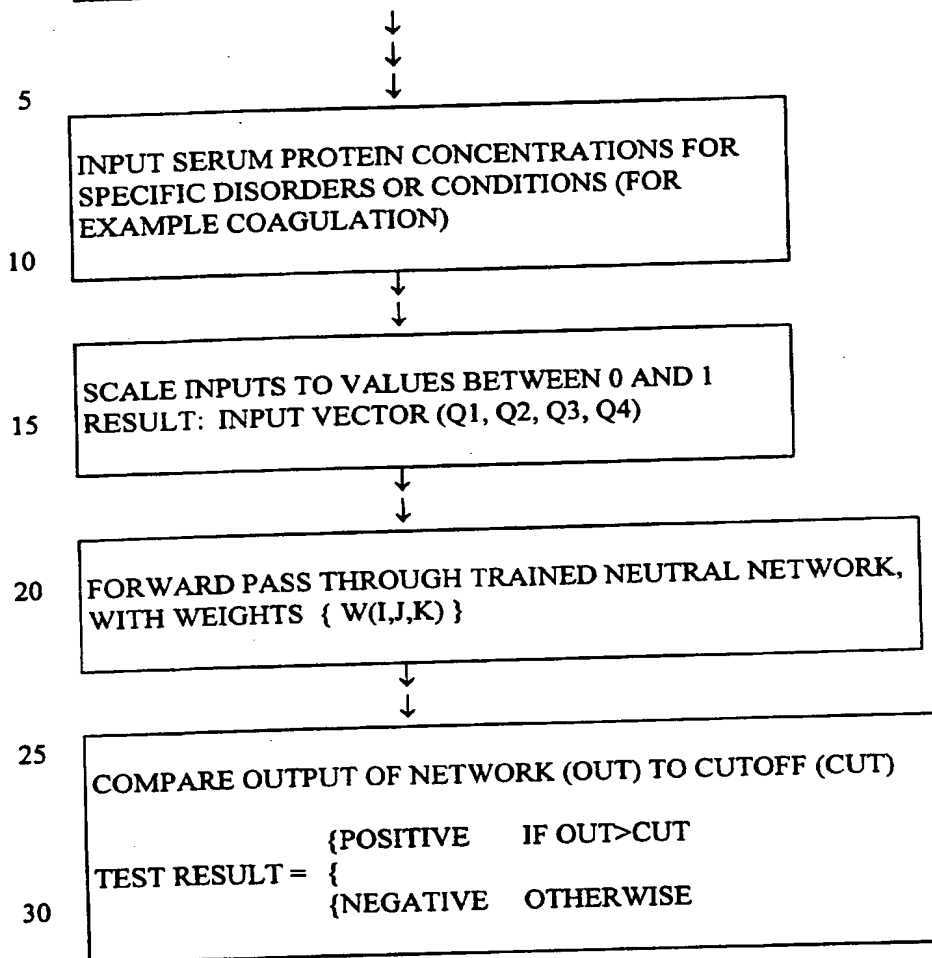 5
INPUT SERUM PROTEIN CONCENTRATIONS FOR
SPECIFIC DISORDERS OR CONDITIONS (FOR
EXAMPLE COAGULATION)
10
SCALE INPUTS TO VALUES BETWEEN 0 AND 1
15 RESULT: INPUT VECTOR (Q1, Q2, Q3, Q4)
20 FORWARD PASS THROUGH TRAINED NEUTRAL NETWORK,
WITH WEIGHTS { W(I,J,K) }
25
COMPARE OUTPUT OF NETWORK (OUT) TO CUTOFF (CUT)
{POSITIVE IF OUT>CUT
TEST RESULT = {
30 {NEGATIVE OTHERWISE